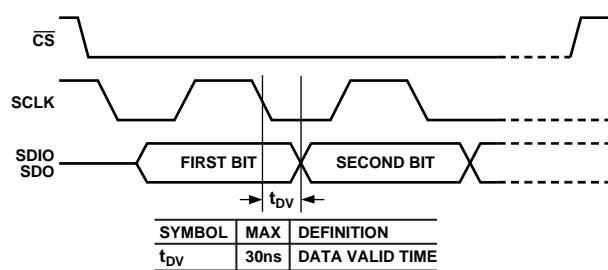 CS
SCLK
SDIO
SDO
FIRST BIT
SECOND BIT
tDV
SYMBOL MAX DEFINITION
tDV 30ns DATA VALID TIME